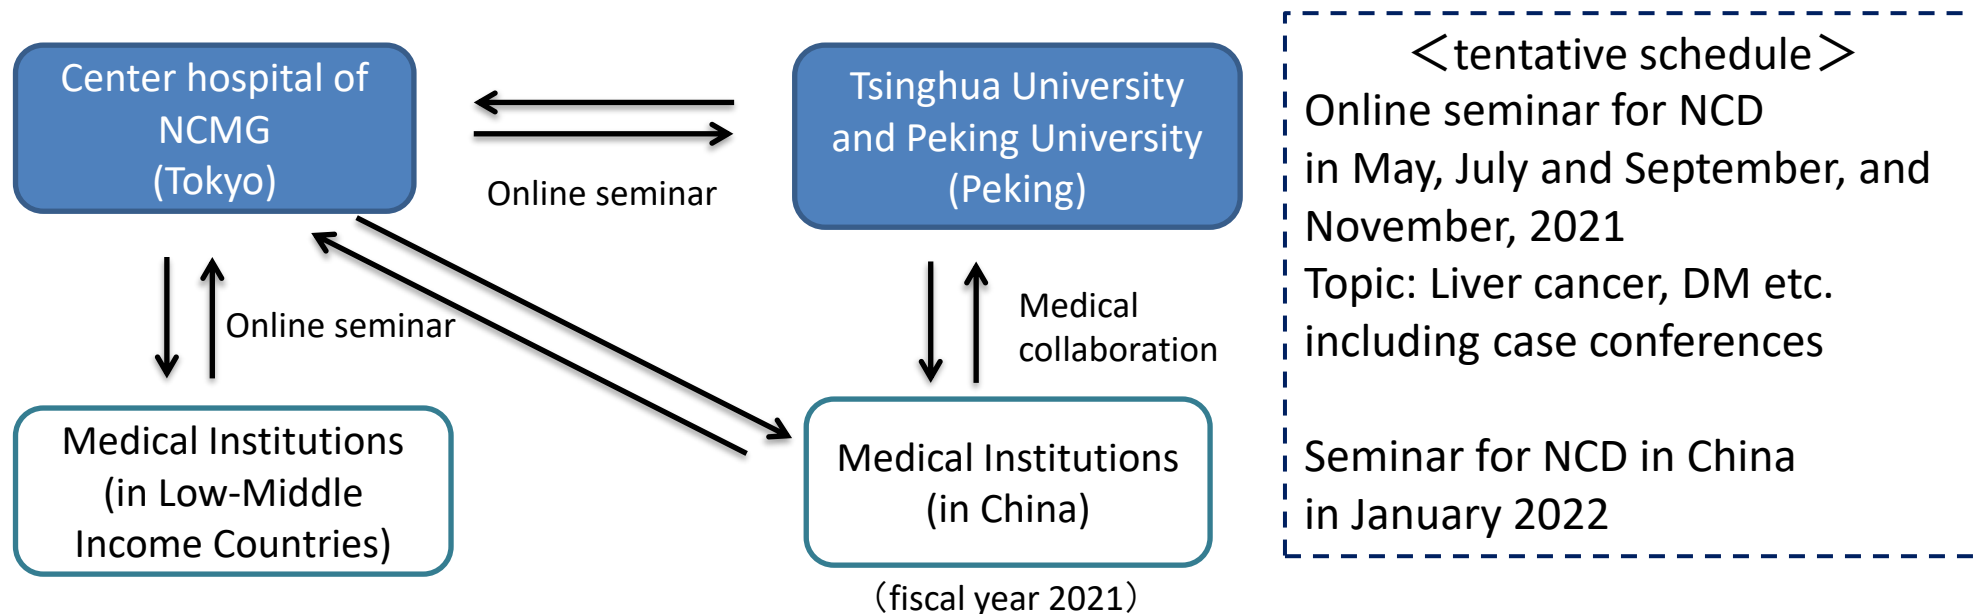 Center hospital of
NCMG
(Tokyo)
Online seminar
Tsinghua University
and Peking University
(Peking)
Online seminar
Medical
collaboration
Medical Institutions
(in Low-Middle
Income Countries)
Medical Institutions
(in China)
（fiscal year 2021）
＜tentative schedule＞
Online seminar for NCD
in May, July and September, and
November, 2021
Topic: Liver cancer, DM etc.
including case conferences
Seminar for NCD in China
in January 2022